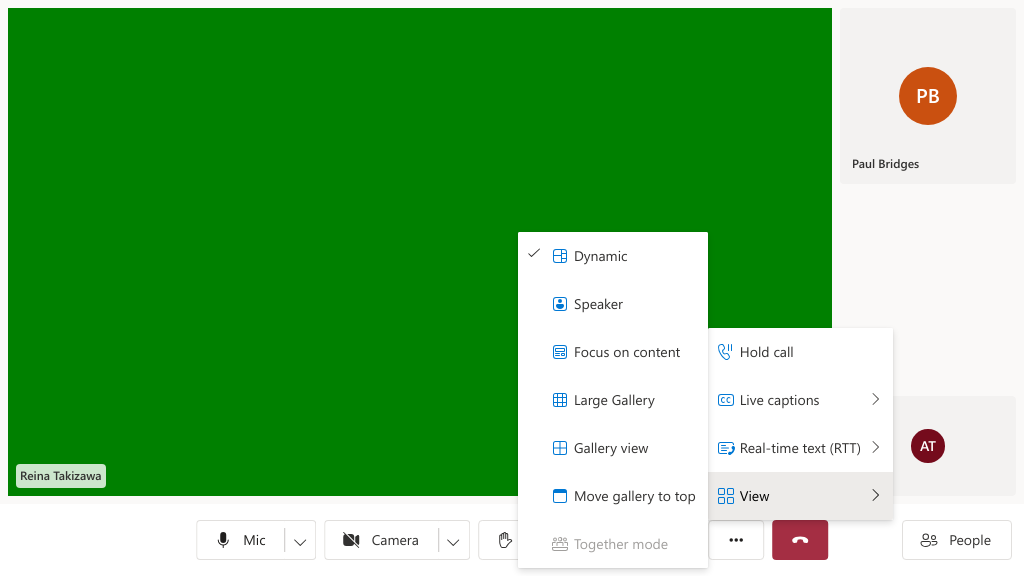 PB
Paul Bridges
Dynamic
Speaker
Focus on content
Large Gallery
Gallery view
Move gallery to top
Together mode
Hold call
CC Live captions
Real-time text (RTT)
View
AT
Reina Takizawa
Mic
Camera
People